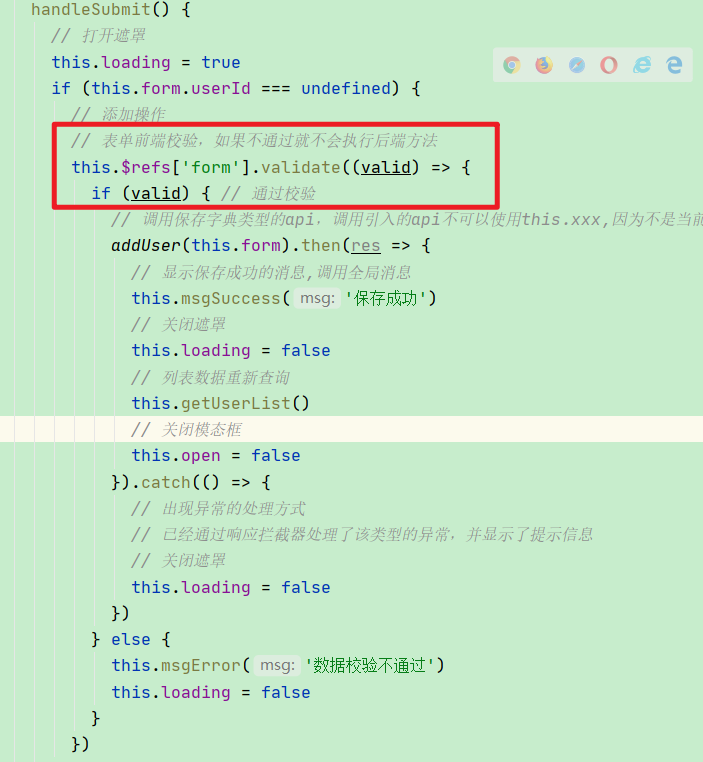 handleSubmit() {
// 打开遮罩
this.loading = true
if (this.form.userId === undefined) {
// 添加操作
// 表单前端校验，如果不通过就不会执行后端方法
this.$refs['form'].validate((valid) => {
if (valid) { // 通过校验
// 调用保存字典类型的api，调用引入的api不可以使用this.xxx,因为不是当前
addUser(this.form).then(res => {
// 显示保存成功的消息,调用全局消息
this.msgSuccess( msg: '保存成功')
// 关闭遮罩
this.loading = false
// 列表数据重新查询
this.getUserList()
// 关闭模态框
this.open = false
}).catch(() => {
// 出现异常的处理方式
// 已经通过响应拦截器处理了该类型的异常，并显示了提示信息
// 关闭遮罩
this.loading = false
})
} else {
this.msgError( msg: '数据校验不通过')
this.loading = false
}
})